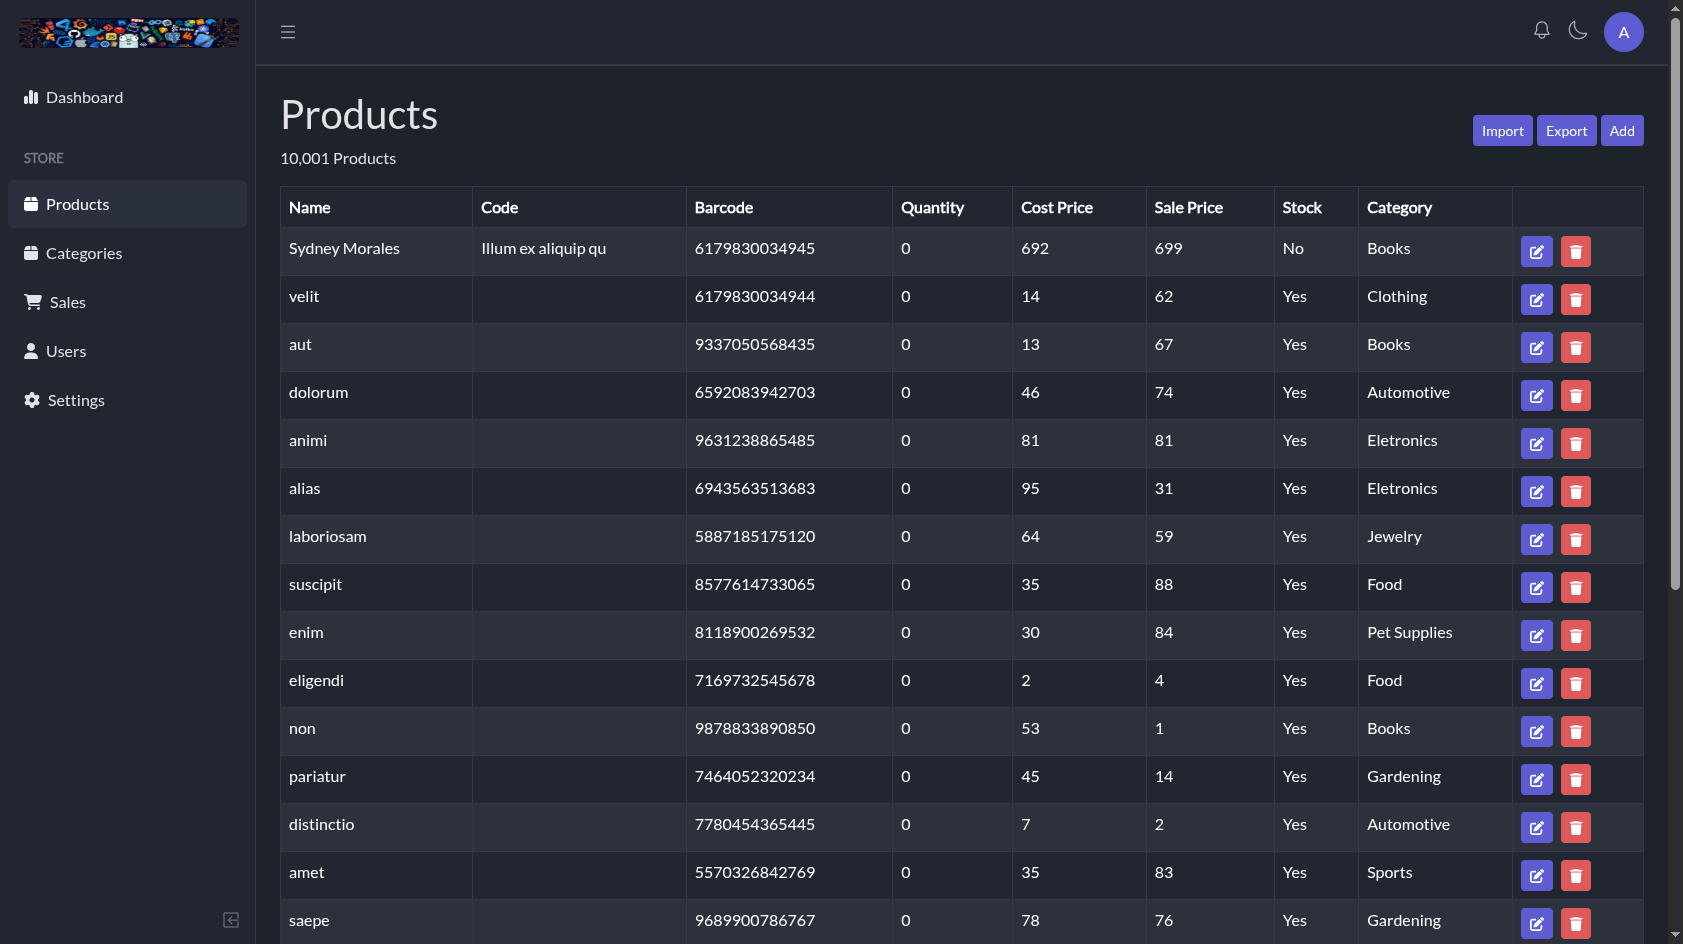 Dashboard
STORE
Products
Categories
Sales
Users
Settings
A
Products
10,001 Products
Import Export Add
Name Code Barcode Quantity Cost Price Sale Price Stock Category
Sydney Morales Illum ex aliquip qu 6179830034945 0 692 699 No Books
velit 6179830034944 0 14 62 Yes Clothing
aut 9337050568435 0 13 67 Yes Books
dolorum 6592083942703 0 46 74 Yes Automotive
animi 9631238865485 0 81 81 Yes Eletronics
alias 6943563513683 0 95 31 Yes Eletronics
laboriosam 5887185175120 0 64 59 Yes Jewelry
suscipit 8577614733065 0 35 88 Yes Food
enim 8118900269532 0 30 84 Yes Pet Supplies
eligendi 7169732545678 0 2 4 Yes Food
non 9878833890850 0 53 1 Yes Books
pariatur 7464052320234 0 45 14 Yes Gardening
distinctio 7780454365445 0 7 2 Yes Automotive
amet 5570326842769 0 35 83 Yes Sports
saepe 9689900786767 0 78 76 Yes Gardening